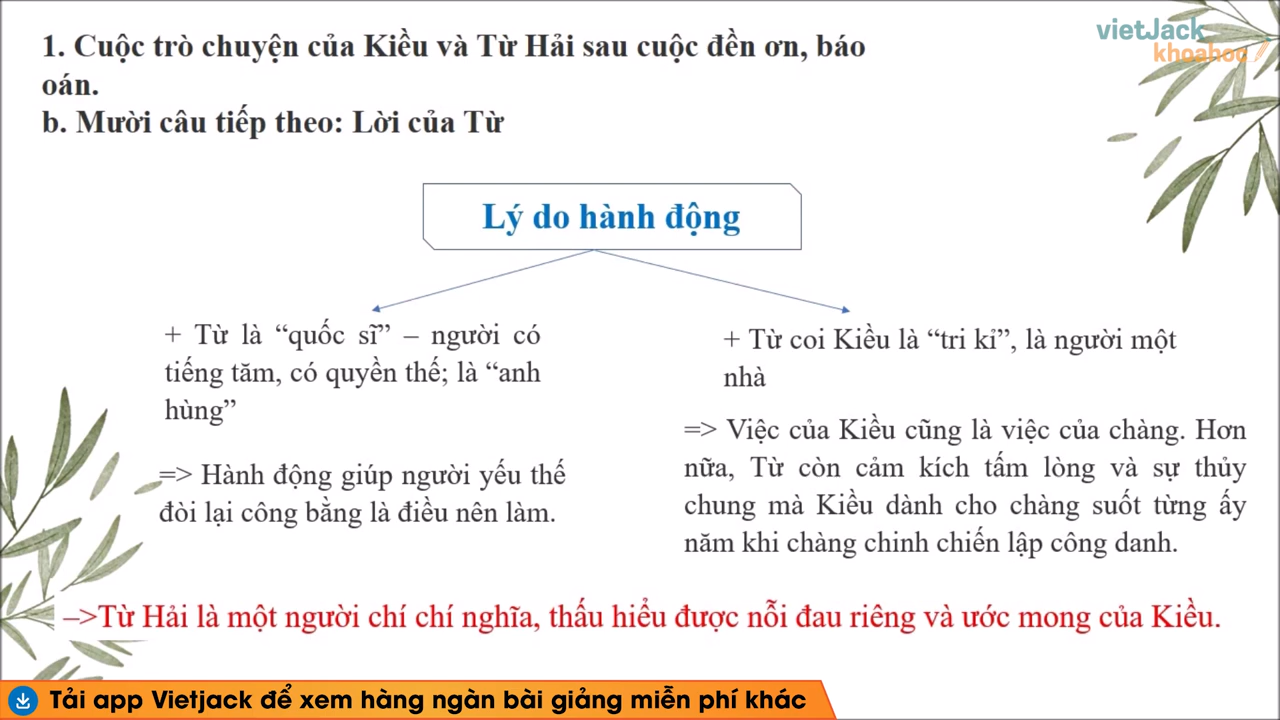 vietJack
khoahoc
1. Cuộc trò chuyện của Kiều và Từ Hải sau cuộc đền ơn, báo
oán.
b. Mười câu tiếp theo: Lời của Từ
Lý do hành động
+ Từ là “quốc sĩ” – người có
tiếng tăm, có quyền thế; là “anh
hùng”
=> Hành động giúp người yếu thế
đòi lại công bằng là điều nên làm.
+ Từ coi Kiều là “tri kỉ”, là người một
nhà
=> Việc của Kiều cũng là việc của chàng. Hơn
nữa, Từ còn cảm kích tấm lòng và sự thủy
chung mà Kiều dành cho chàng suốt từng ấy
năm khi chàng chinh chiến lập công danh.
–>Từ Hải là một người chí chí nghĩa, thấu hiểu được nỗi đau riêng và ước mong của Kiều.
Tải app Vietjack để xem hàng ngàn bài giảng miễn phí khác